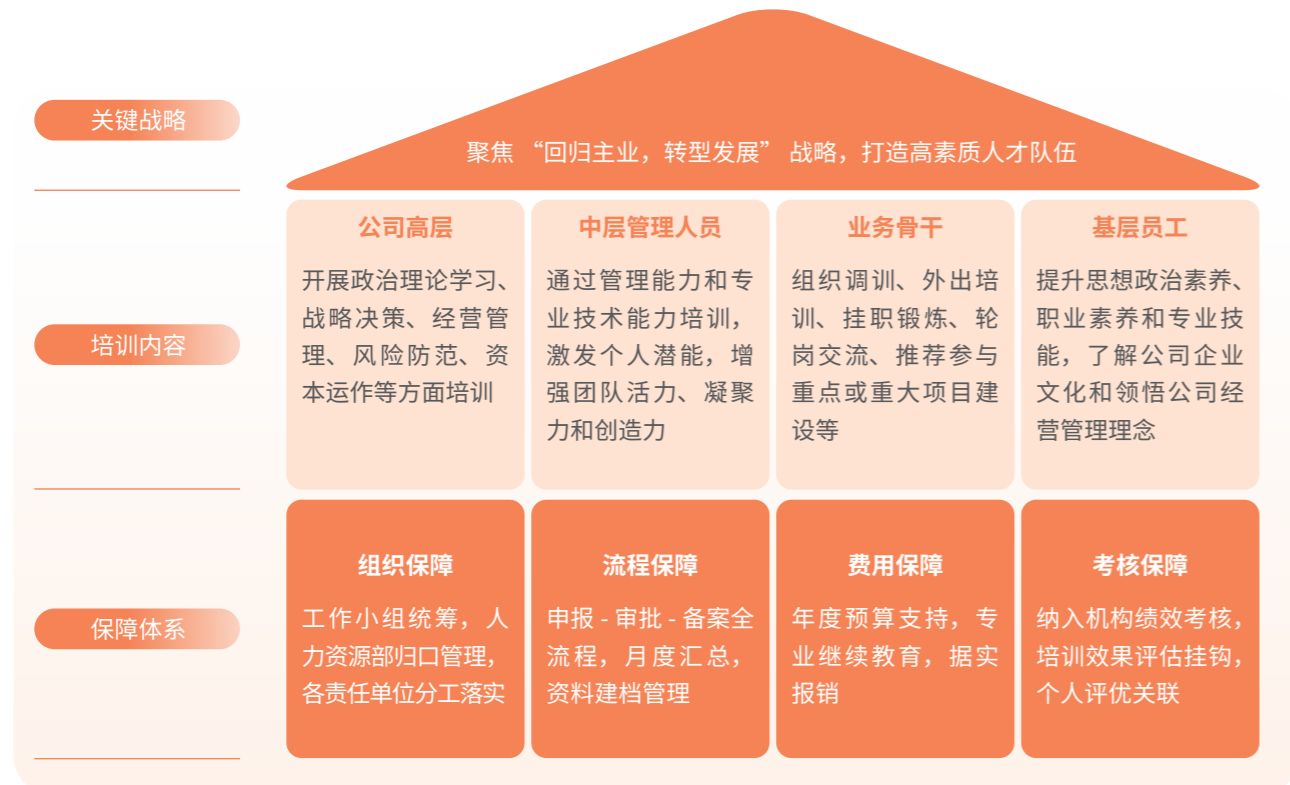 关键战略
聚焦 “回归主业，转型发展” 战略，打造高素质人才队伍
培训内容
公司高层
开展政治理论学习、
战略决策、经营管
理、风险防范、资
本运作等方面培训
中层管理人员
通过管理能力和专
业技术能力培训，
激发个人潜能，增
强团队活力、凝聚
力和创造力
业务骨干
组织调训、外出培
训、挂职锻炼、轮
岗交流、推荐参与
重点或重大项目建
设等
基层员工
提升思想政治素养、
职业素养和专业技
能，了解公司企业
文化和领悟公司经
营管理理念
保障体系
组织保障
工作小组统筹，人
力资源部归口管理，
各责任单位分工落实
流程保障
申报 - 审批 - 备案全
流程，月度汇总，
资料建档管理
费用保障
年度预算支持，专
业继续教育，据实
报销
考核保障
纳入机构绩效考核，
培训效果评估挂钩，
个人评优关联